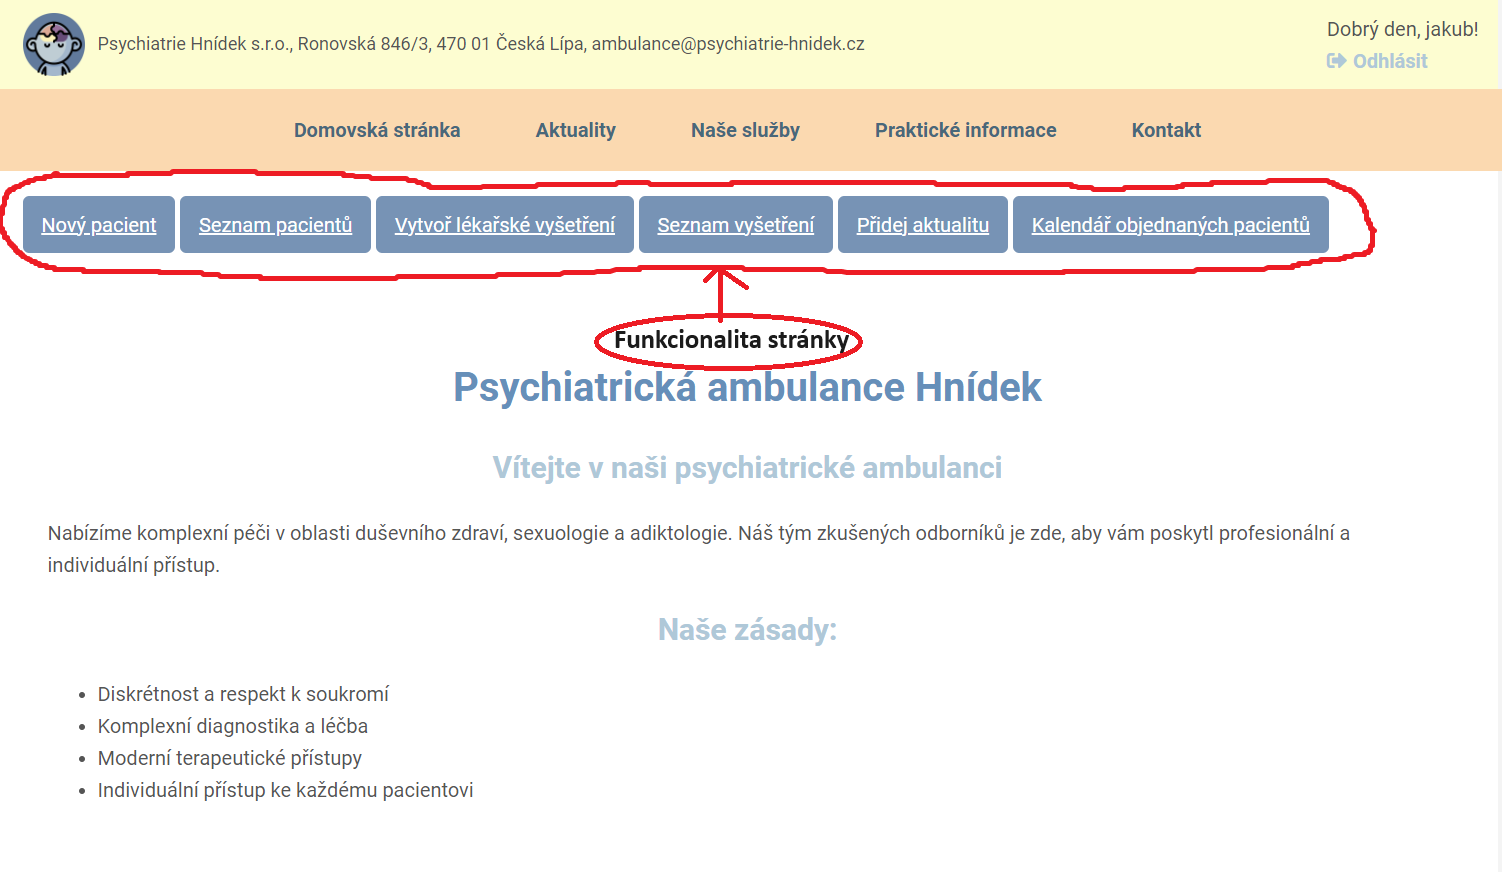 Psychiatrie Hnídek s.r.o., Ronovská 846/3, 470 01 Česká Lípa, ambulance@psychiatrie-hnidek.cz
Dobrý den, jakub!
Odhlásit
Domovská stránka Aktuality Naše služby Praktické informace Kontakt
Nový pacient Seznam pacientů Vytvoř lékařské vyšetření Seznam vyšetření Přidej aktualitu Kalendář objednaných pacientů
Funkcionalita stránky
Psychiatrická ambulance Hnídek
Vítejte v naši psychiatrické ambulanci
Nabízíme komplexní péči v oblasti duševního zdraví, sexuologie a adiktologie. Náš tým zkušených odborníků je zde, aby vám poskytl profesionální a
individuální přístup.
Naše zásady:
• Diskrétnost a respekt k soukromí
• Komplexní diagnostika a léčba
• Moderní terapeutické přístupy
• Individuální přístup ke každému pacientovi